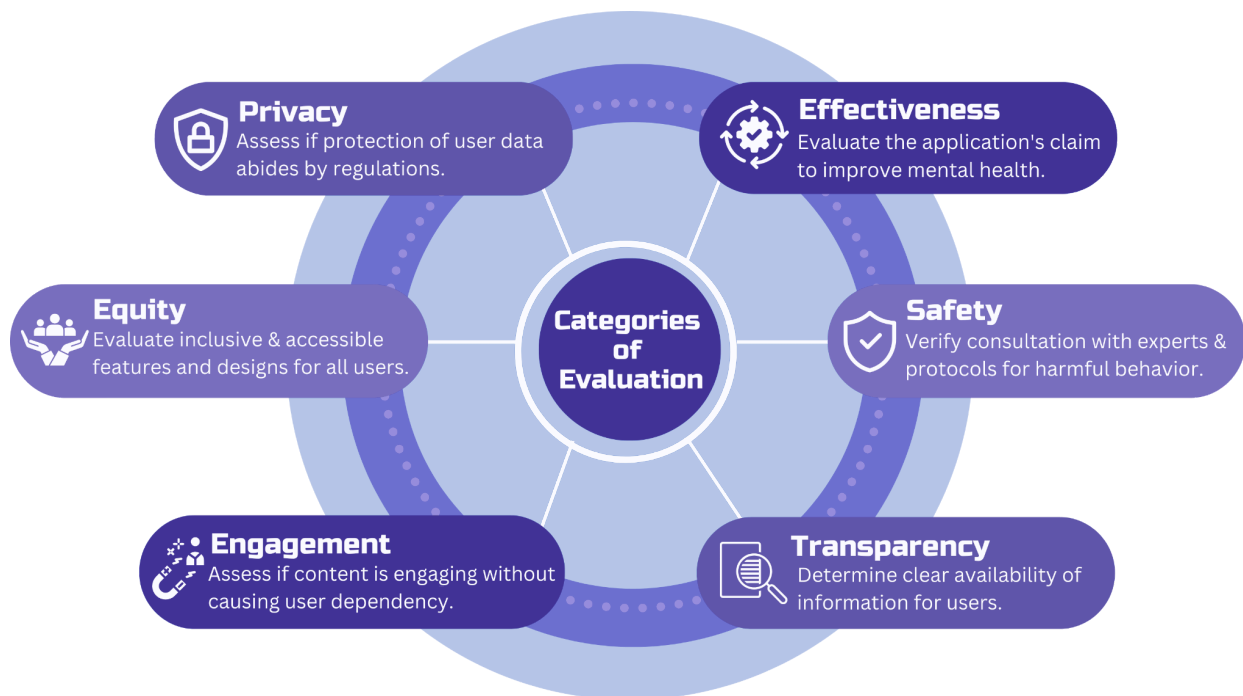 Privacy
Assess if protection of user data
abides by regulations.
Effectiveness
Evaluate the application's claim
to improve mental health.
Equity
Evaluate inclusive & accessible
features and designs for all users.
Categories
of
Evaluation
Safety
Verify consultation with experts &
protocols for harmful behavior.
Engagement
Assess if content is engaging without
causing user dependency.
Transparency
Determine clear availability of
information for users.